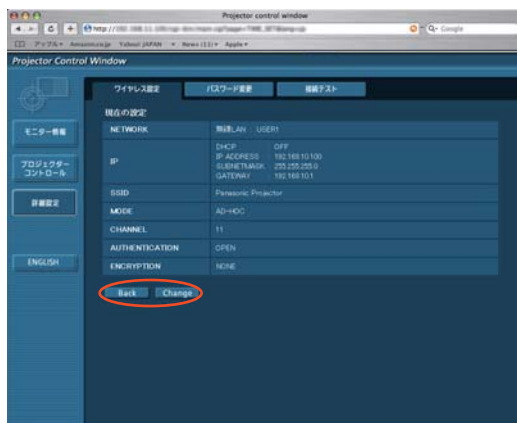 Projector control window
Google
Amazon.co.jp Yahoo! JAPAN News (11) Apple
Projector Control Window
ワイヤレス設定 パスワード変更 接続テスト
現在の設定
モニター情報
プロジェクター
コントロール
詳細設定
ENGLISH
NETWORK 無線LAN : USER1
IP
DHCP OFF
IP ADDRESS 192.168.10.100
SUBNETMASK 255.255.255.0
GATEWAY 192.168.10.1
SSID Panasonic Projector
MODE AD-HOC
CHANNEL 11
AUTHENTICATION OPEN
ENCRYPTION NONE
Back Change